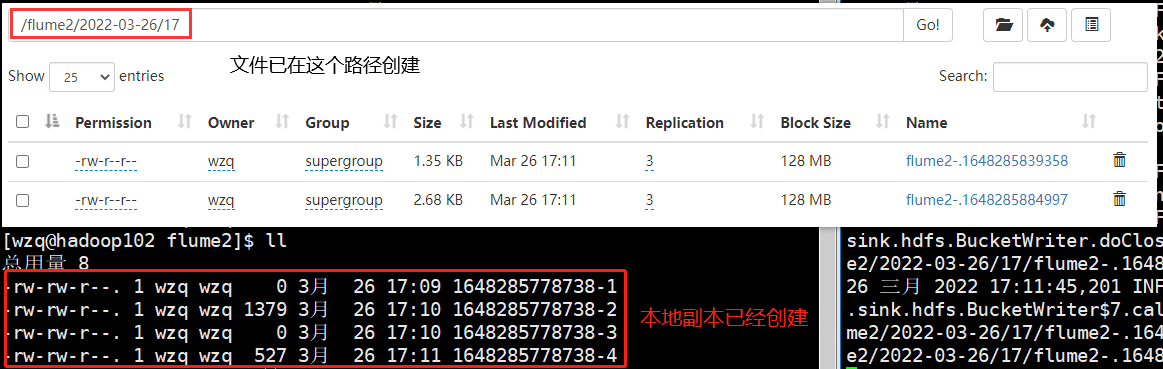 /flume2/2022-03-26/17
Go!
文件已在这个路径创建
Show 25 entries
Search:
Permission Owner Group Size Last Modified Replication Block Size Name
-rw-r--r-- wzq supergroup 1.35 KB Mar 26 17:11 3 128 MB flume2-.1648285839358
-rw-r--r-- wzq supergroup 2.68 KB Mar 26 17:11 3 128 MB flume2-.1648285884997
[wzq@hadoop102 flume2]$ ll
总用量 8
-rw-rw-r--. 1 wzq wzq 0 3月 26 17:09 1648285778738-1
-rw-rw-r--. 1 wzq wzq 1379 3月 26 17:10 1648285778738-2
-rw-rw-r--. 1 wzq wzq 0 3月 26 17:10 1648285778738-3
-rw-rw-r--. 1 wzq wzq 527 3月 26 17:11 1648285778738-4
本地副本已经创建
sink.hdfs.BucketWriter.doClos
e2/2022-03-26/17/flume2-.1648
26 三月 2022 17:11:45,201 INF
.sink.hdfs.BucketWriter$7.cal
me2/2022-03-26/17/flume2-.164
e2/2022-03-26/17/flume2-.1648